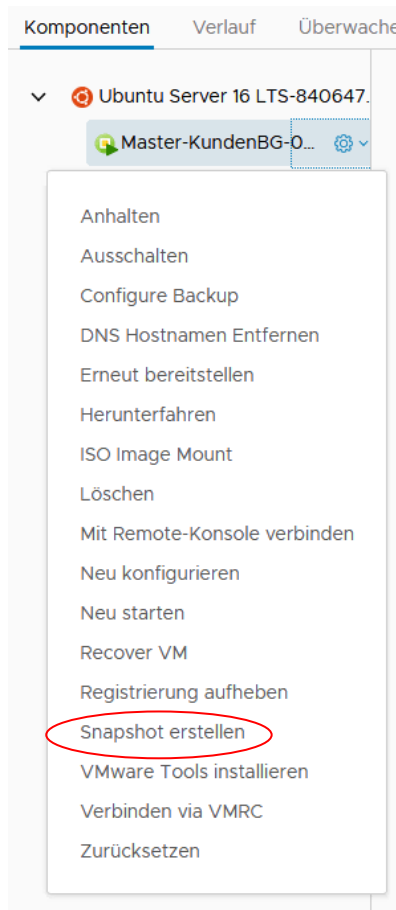 Komponenten Verlauf Überwache
Ubuntu Server 16 LTS-840647.
Master-KundenBG-0...
Anhalten
Ausschalten
Configure Backup
DNS Hostnamen Entfernen
Erneut bereitstellen
Herunterfahren
ISO Image Mount
Löschen
Mit Remote-Konsole verbinden
Neu konfigurieren
Neu starten
Recover VM
Registrierung aufheben
Snapshot erstellen
VMware Tools installieren
Verbinden via VMRC
Zurücksetzen